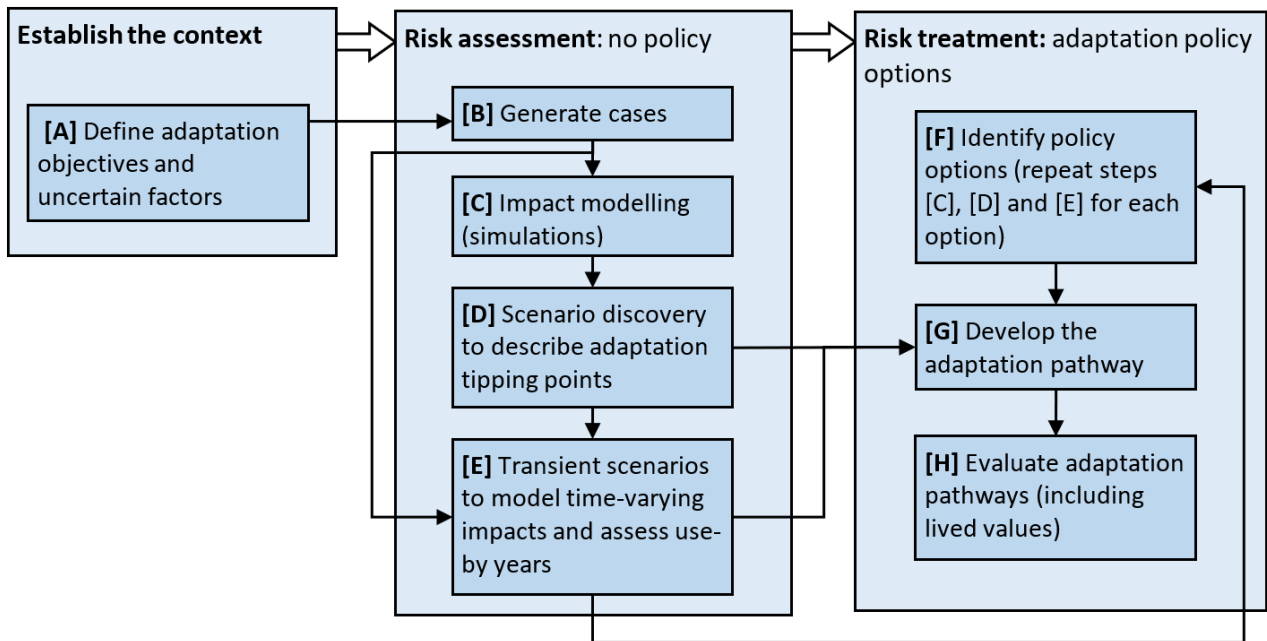 Establish the context
[A] Define adaptation
objectives and
uncertain factors
Risk assessment: no policy
[B] Generate cases
[C] Impact modelling
(simulations)
[D] Scenario discovery
to describe adaptation
tipping points
[E] Transient scenarios
to model time-varying
impacts and assess use-
by years
Risk treatment: adaptation policy
options
[F] Identify policy
options (repeat steps
[C], [D] and [E] for each
option)
[G] Develop the
adaptation pathway
[H] Evaluate adaptation
pathways (including
lived values)